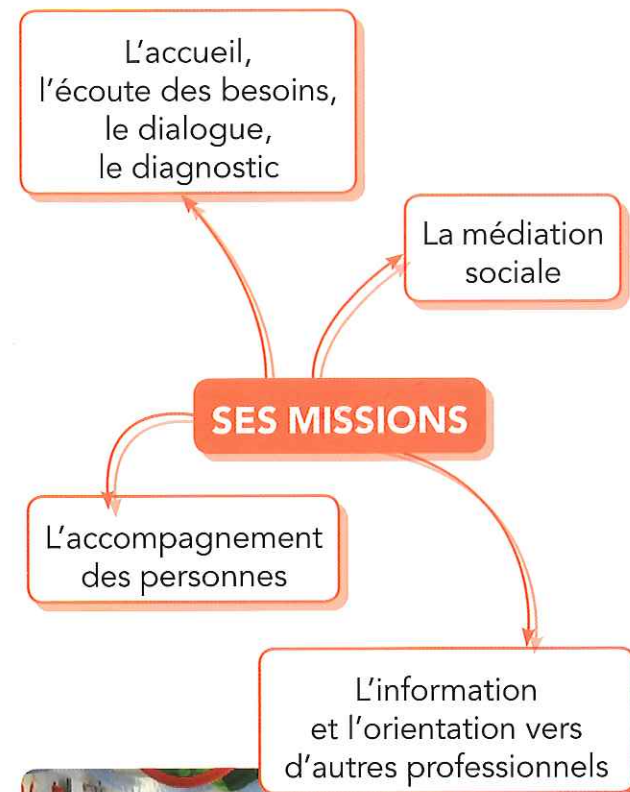 L'accueil,
l'écoute des besoins,
le dialogue,
le diagnostic
La médiation
sociale
SES MISSIONS
L'accompagnement
des personnes
L'information
et l'orientation vers
d'autres professionnels